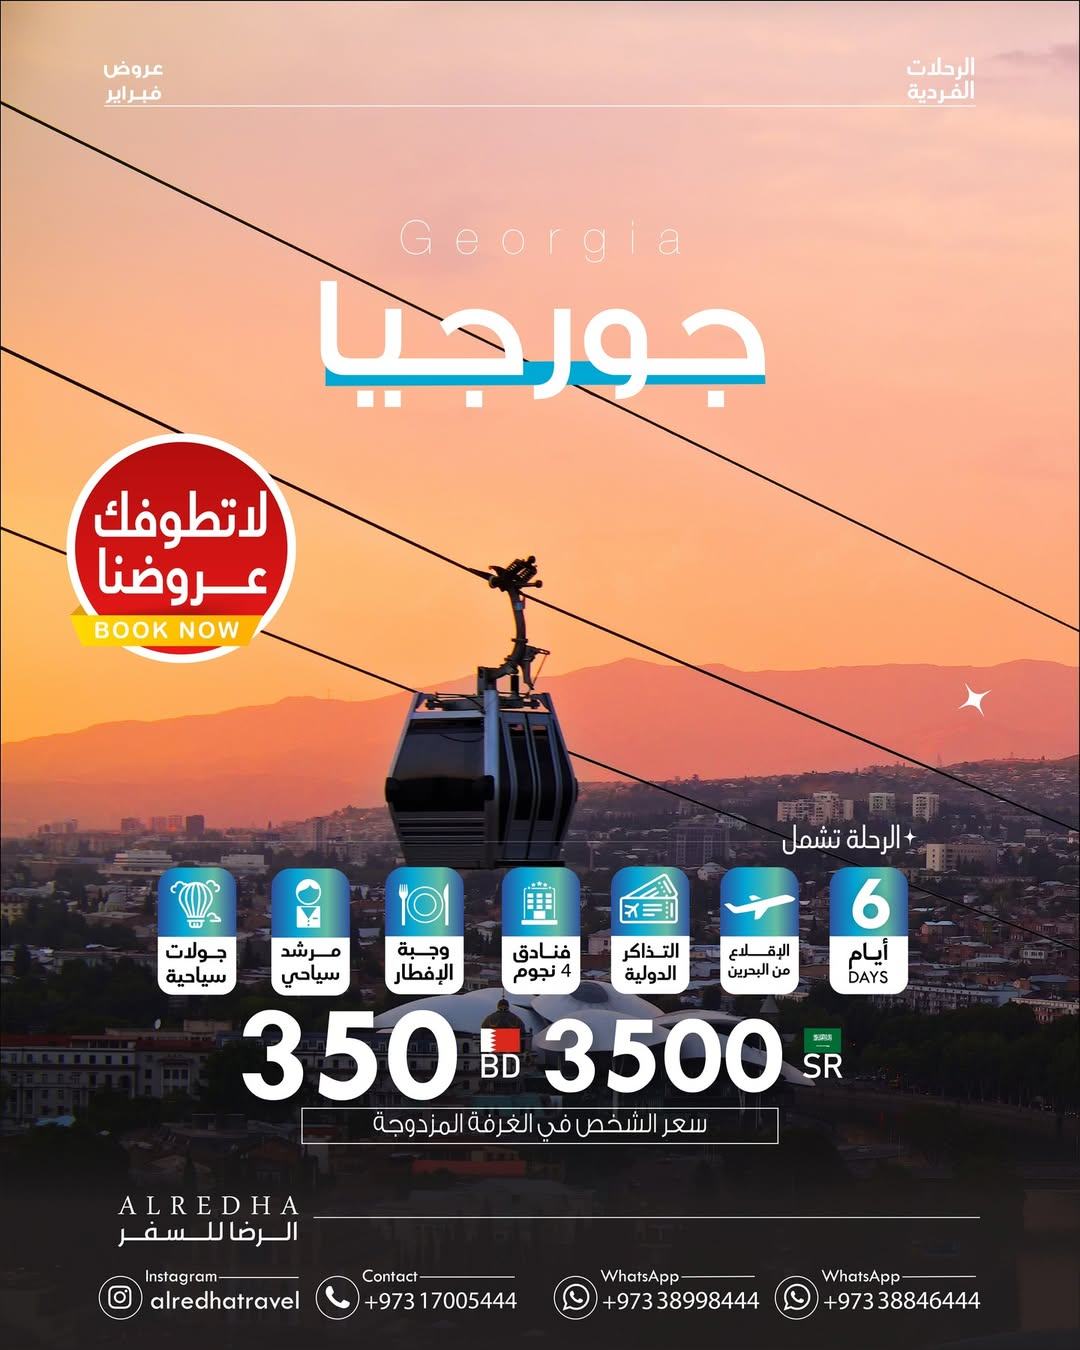 الرحلات
الفردية
عروض
فبراير
Georgia
جورجيا
لاتطوفك
عروضنا
BOOK NOW
الرحلة تشمل
6
أيام
DAYS
الإقلاع
من البحرين
التذاكر
الدولية
فنادق
4 نجوم
وجبة
الإفطار
مرشد
سياحي
جولات
سياحية
350 BD 3500 SR
سعر الشخص في الغرفة المزدوجة
ALREDHA
الرضا للسفر
Instagram
alredhatravel
Contact
+973 17005444
WhatsApp
+973 38998444
WhatsApp
+973 38846444